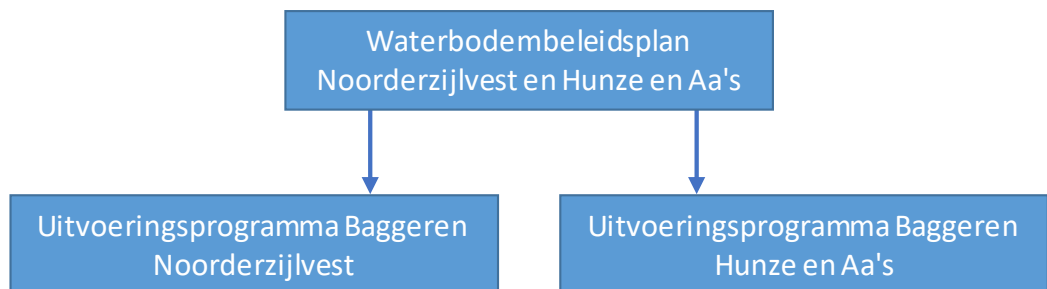 Waterbodembeleidsplan
Noorderzijlvest en Hunze en Aa's
Uitvoeringsprogramma Baggeren
Noorderzijlvest
Uitvoeringsprogramma Baggeren
Hunze en Aa's